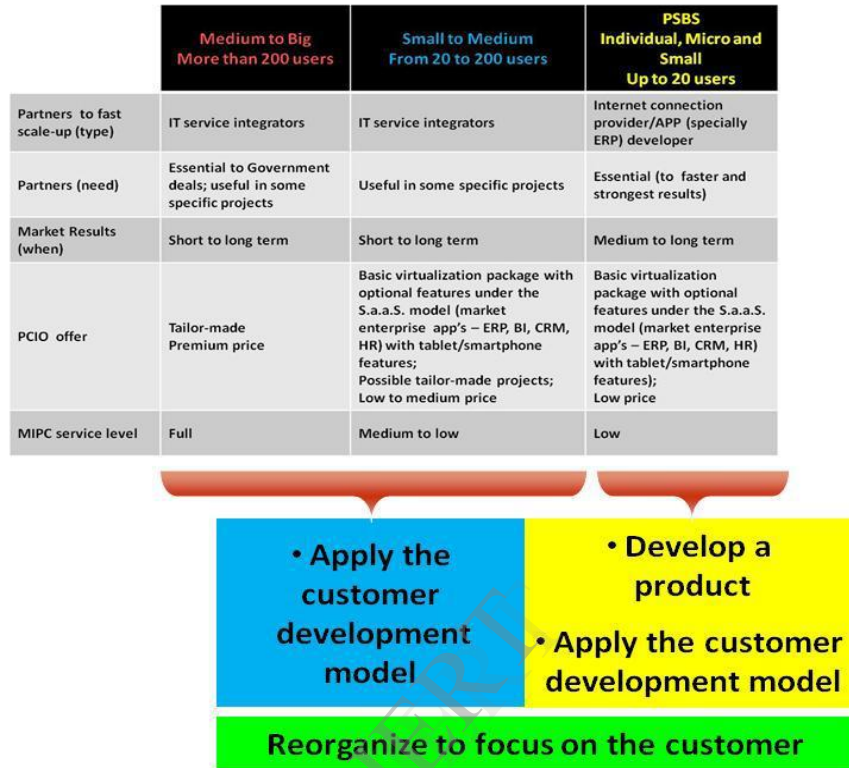 Medium to Big
More than 200 users
Small to Medium
From 20 to 200 users
PSBS
Individual, Micro and
Small
Up to 20 users
Partners to fast
scale-up (type)
IT service integrators
IT service integrators
Internet connection
provider/APP (specially
ERP) developer
Partners (need)
Essential to Government
deals; useful in some
specific projects
Useful in some specific projects
Essential (to faster and
strongest results)
Market Results
(when)
Short to long term
Short to long term
Medium to long term
PCIO offer
Tailor-made
Premium price
Basic virtualization package with
optional features under the
S.a.a.S. model (market
enterprise app's – ERP, BI, CRM,
HR) with tablet/smartphone
features;
Possible tailor-made projects;
Low to medium price
Basic virtualization
package with optional
features under the S.a.a.S.
model (market enterprise
app's – ERP, BI, CRM, HR)
with tablet/smartphone
features);
Low price
MIPC service level
Full
Medium to low
Low
• Apply the
customer
development
model
• Develop a
product
• Apply the customer
development model
Reorganize to focus on the customer